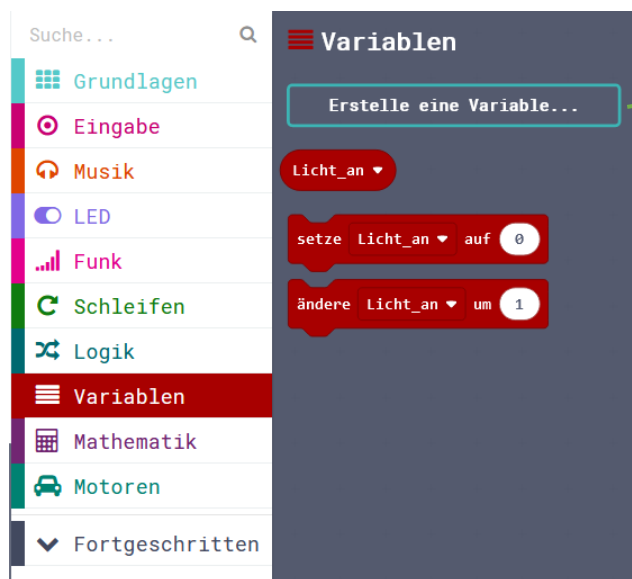 Suche...
Grundlagen
Eingabe
Musik
LED
Funk
Schleifen
Logik
Variablen
Mathematik
Motoren
Fortgeschritten
Variablen
Erstelle eine Variable...
Licht_an
setze Licht_an auf 0
ändere Licht_an um 1